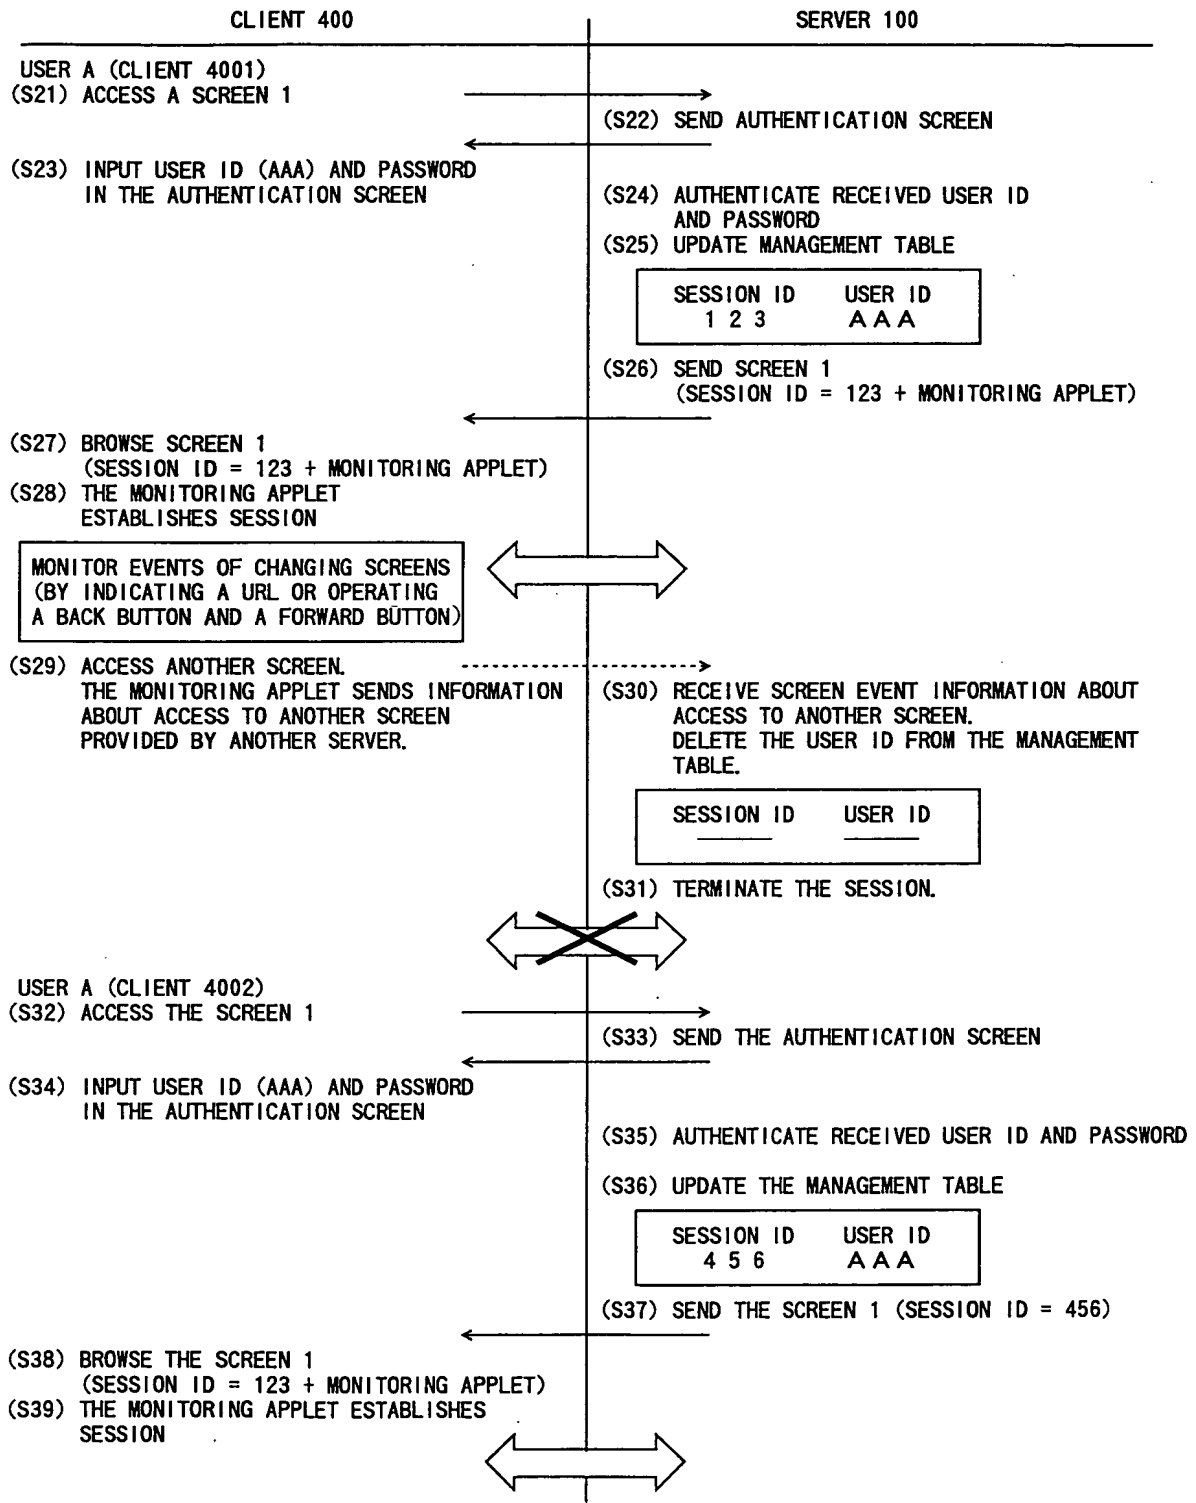 CLIENT 400
SERVER 100
USER A (CLIENT 4001)
(S21) ACCESS A SCREEN 1
(S22) SEND AUTHENTICATION SCREEN
(S23) INPUT USER ID (AAA) AND PASSWORD
IN THE AUTHENTICATION SCREEN
(S24) AUTHENTICATE RECEIVED USER ID
AND PASSWORD
(S25) UPDATE MANAGEMENT TABLE
SESSION ID USER ID
1 2 3 A A A
(S26) SEND SCREEN 1
(SESSION ID = 123 + MONITORING APPLET)
(S27) BROWSE SCREEN 1
(SESSION ID = 123 + MONITORING APPLET)
(S28) THE MONITORING APPLET
ESTABLISHES SESSION
MONITOR EVENTS OF CHANGING SCREENS
(BY INDICATING A URL OR OPERATING
A BACK BUTTON AND A FORWARD BUTTON)
(S29) ACCESS ANOTHER SCREEN.
THE MONITORING APPLET SENDS INFORMATION
ABOUT ACCESS TO ANOTHER SCREEN
PROVIDED BY ANOTHER SERVER.
(S30) RECEIVE SCREEN EVENT INFORMATION ABOUT
ACCESS TO ANOTHER SCREEN.
DELETE THE USER ID FROM THE MANAGEMENT
TABLE.
SESSION ID USER ID
(S31) TERMINATE THE SESSION.
USER A (CLIENT 4002)
(S32) ACCESS THE SCREEN 1
(S33) SEND THE AUTHENTICATION SCREEN
(S34) INPUT USER ID (AAA) AND PASSWORD
IN THE AUTHENTICATION SCREEN
(S35) AUTHENTICATE RECEIVED USER ID AND PASSWORD
(S36) UPDATE THE MANAGEMENT TABLE
SESSION ID USER ID
4 5 6 A A A
(S37) SEND THE SCREEN 1 (SESSION ID = 456)
(S38) BROWSE THE SCREEN 1
(SESSION ID = 123 + MONITORING APPLET)
(S39) THE MONITORING APPLET ESTABLISHES
SESSION